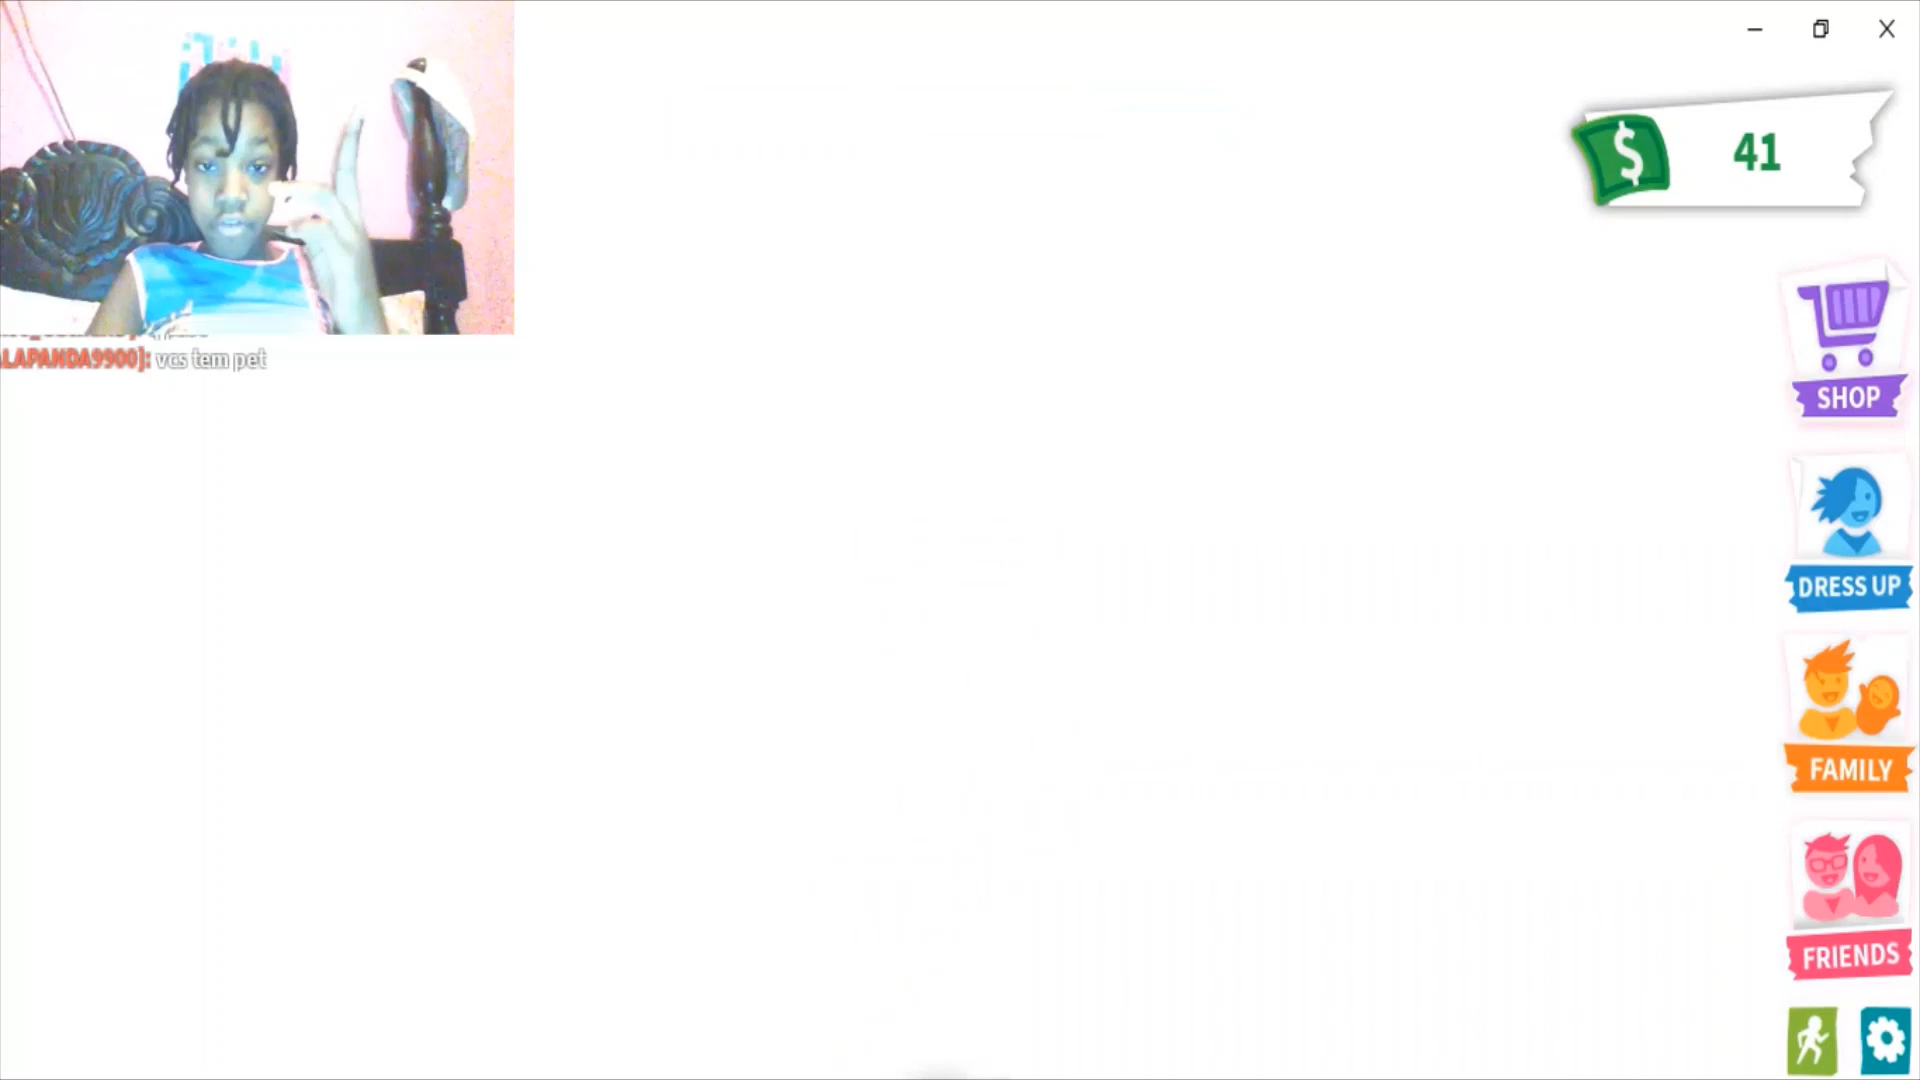 41
LAPANDA9900]: vcs tem pet
SHOP
DRESS UP
FAMILY
FRIENDS